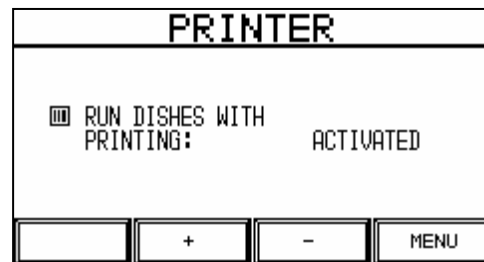 PRINTER
RUN DISHES WITH
PRINTING: ACTIVATED
+ - MENU